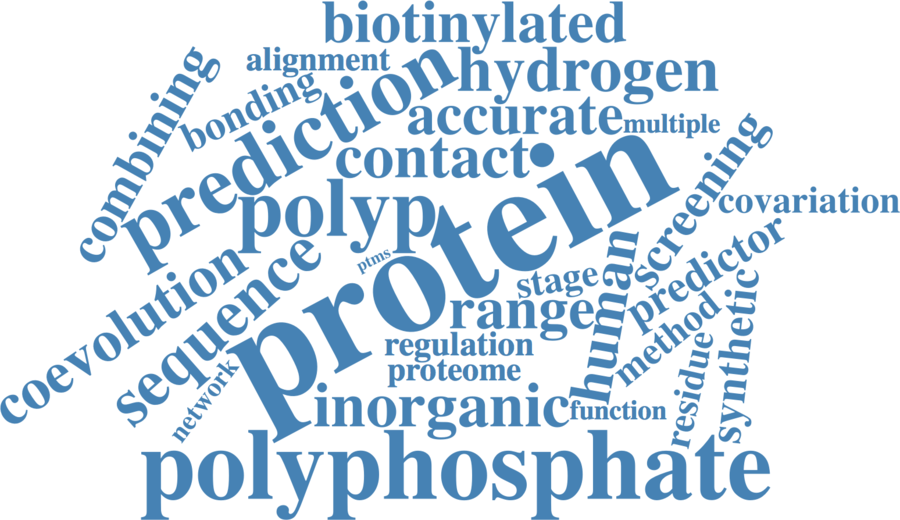 biotinylated
alignment
hydrogen
combining
bonding
prediction
accurate
multiple
contact
screening
polyp
protein
covariation
coevolution
sequence
ptms
stage
human
predictor
range
method
synthetic
regulation
proteome
residue
network
inorganic
function
polyphosphate